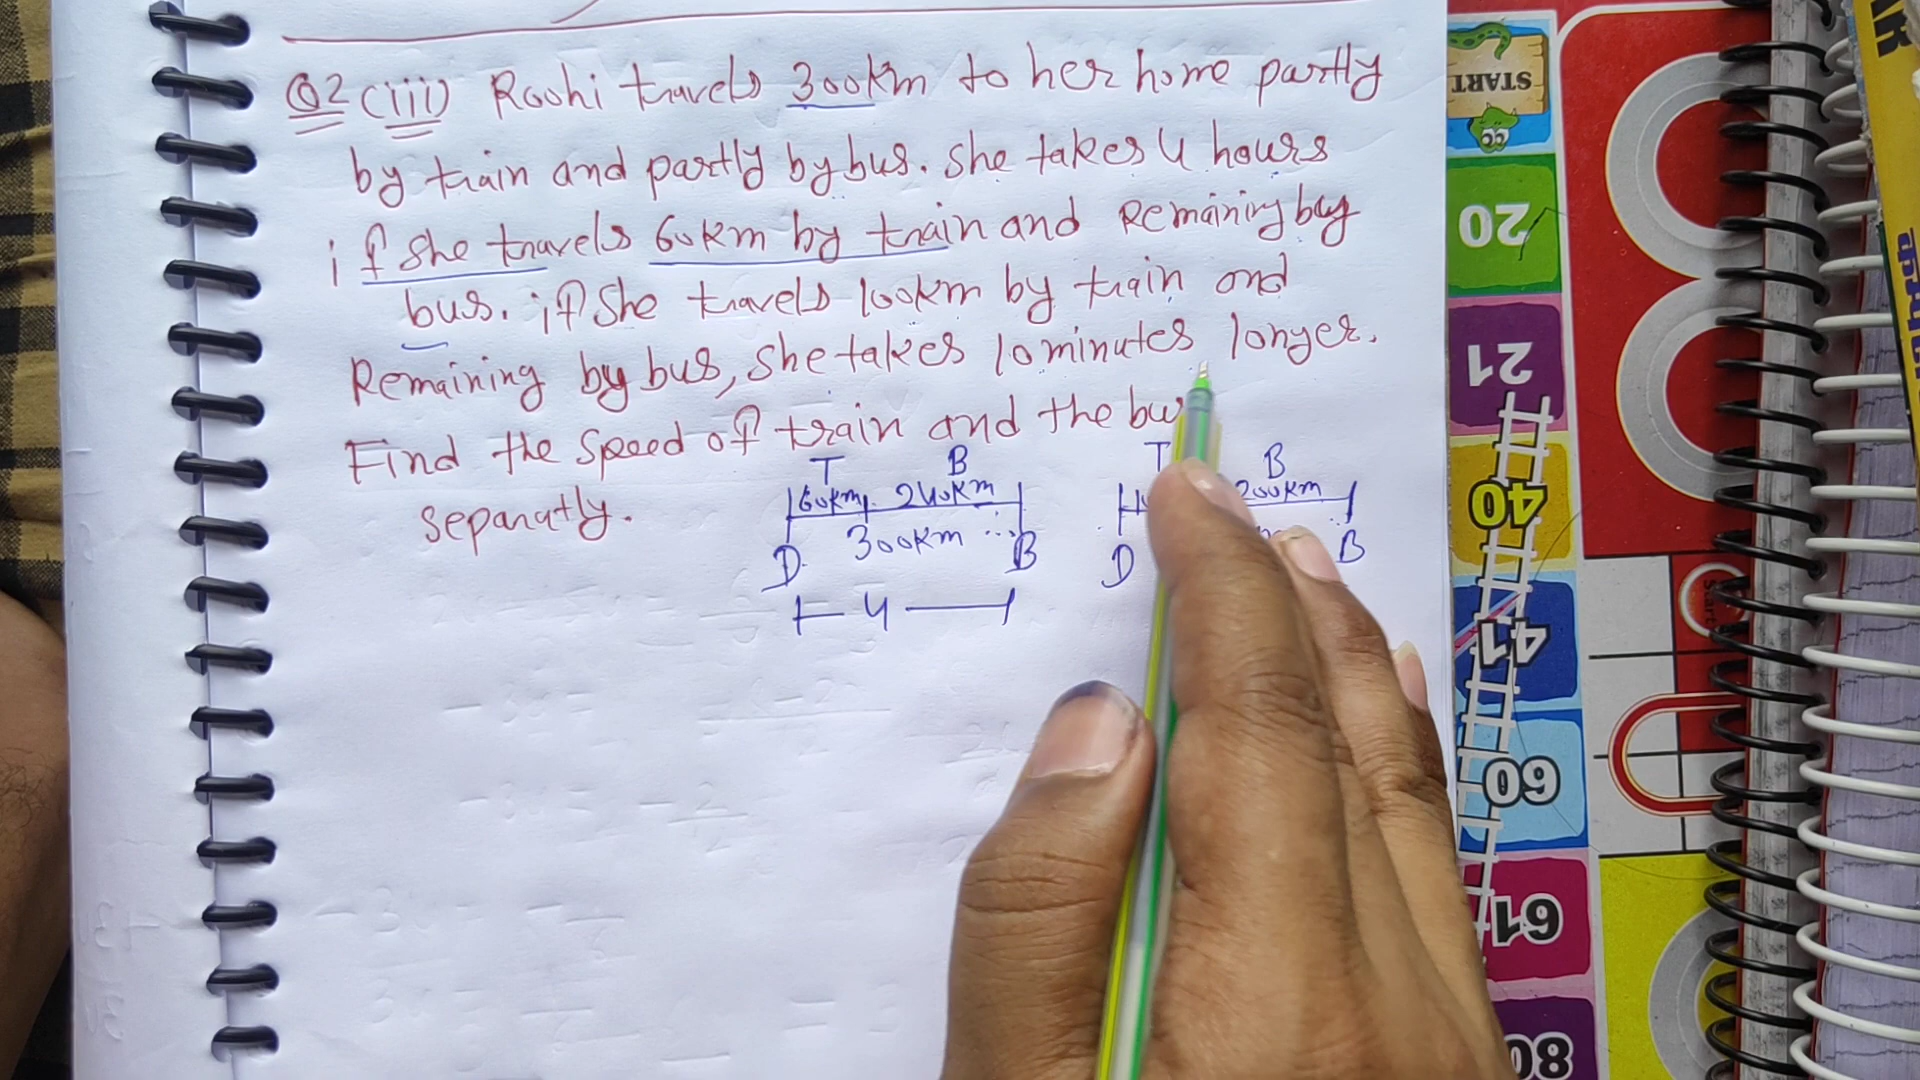 Q2 (iii) Roohi travels 300km to her home partly
by train and partly by bus. She takes 4 hours
if she travels 60km by train and Remaining by
bus. if She travels 100km by train and
Remaining by bus, she takes 10 minutes longer.
Find the Speed of train and the bus
separatly.
T B T B
60km 240km 200km
300km
D B D B
4
START
20
21
40
41
60
61
80